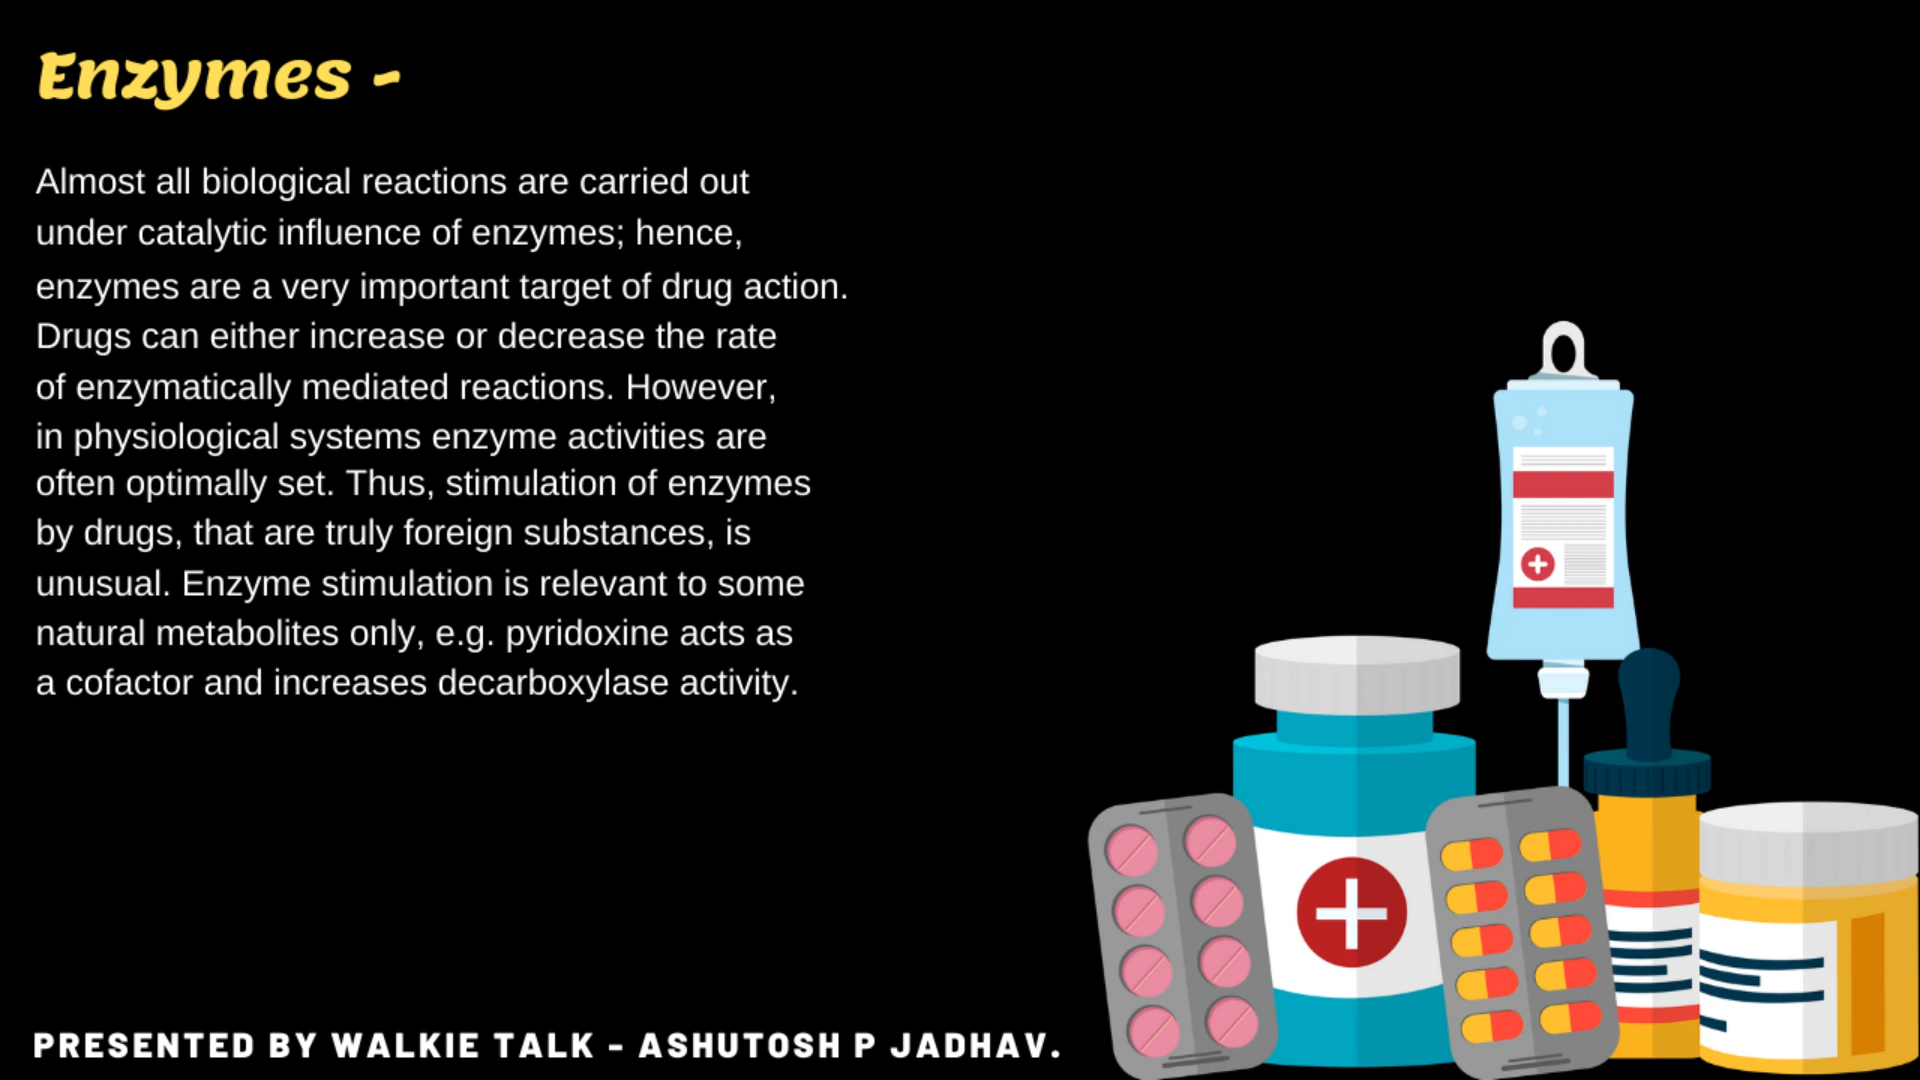 Enzymes -
Almost all biological reactions are carried out
under catalytic influence of enzymes; hence,
enzymes are a very important target of drug action.
Drugs can either increase or decrease the rate
of enzymatically mediated reactions. However,
in physiological systems enzyme activities are
often optimally set. Thus, stimulation of enzymes
by drugs, that are truly foreign substances, is
unusual. Enzyme stimulation is relevant to some
natural metabolites only, e.g. pyridoxine acts as
a cofactor and increases decarboxylase activity.
PRESENTED BY WALKIE TALK - ASHUTOSH P JADHAV.